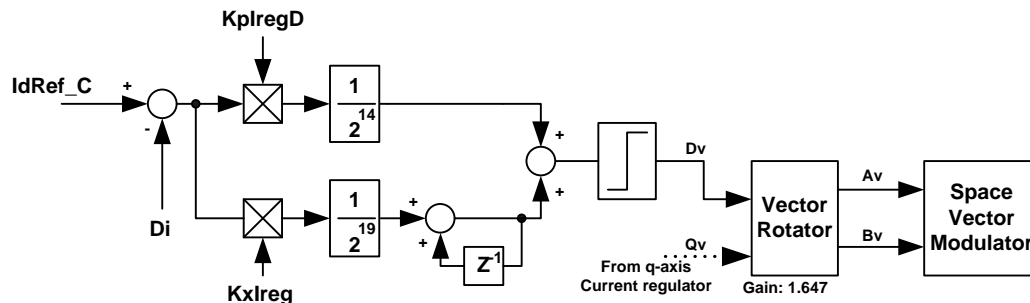 KpIregD
IdRef_C
+
-
Di
1
2^14
KxIreg
1
2^19
+
+
Z^-1
+
+
Dv
Qv
From q-axis
Current regulator
Vector
Rotator
Gain: 1.647
Av
Bv
Space
Vector
Modulator